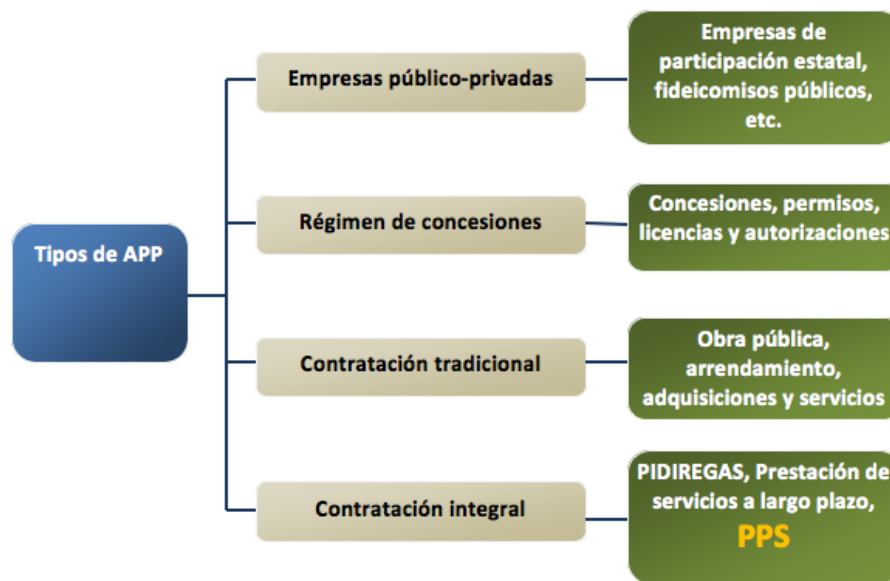 Tipos de APP
Empresas público-privadas
Empresas de
participación estatal,
fideicomisos públicos,
etc.
Régimen de concesiones
Concesiones, permisos,
licencias y autorizaciones
Contratación tradicional
Obra pública,
arrendamiento,
adquisiciones y servicios
Contratación integral
PIDIREGAS, Prestación de
servicios a largo plazo,
PPS